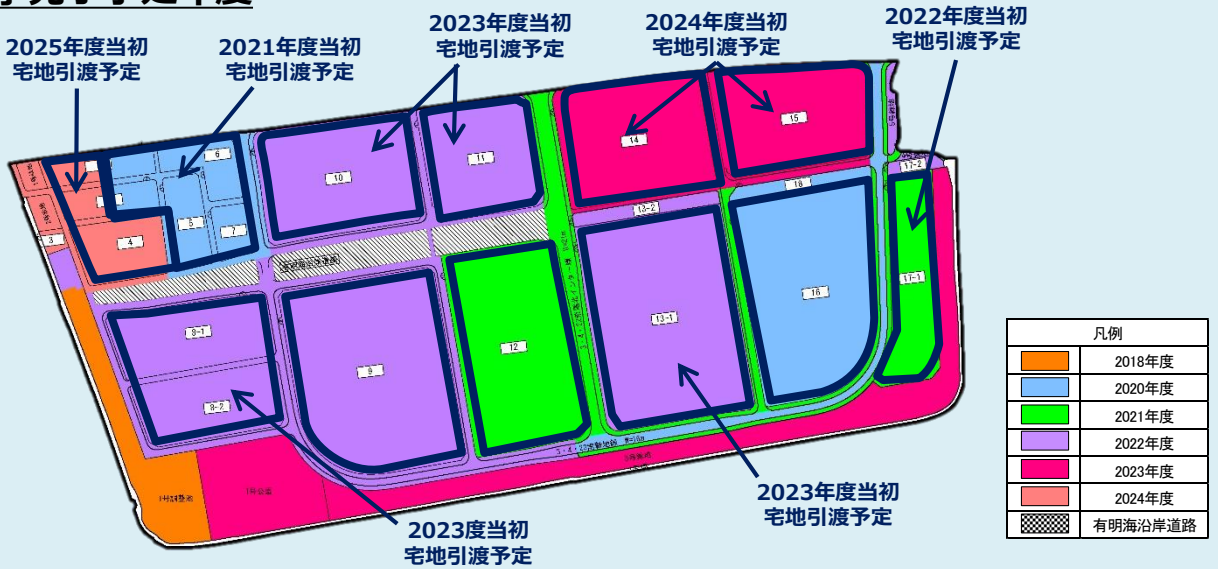 2025年度当初
宅地引渡予定
2021年度当初
宅地引渡予定
2023年度当初
宅地引渡予定
2024年度当初
宅地引渡予定
2022年度当初
宅地引渡予定
15
14
6
11
17-2
10
18
13-2
5
7
3
4
17-1
16
8-1
12
13-1
9
8-2
1号調整池
1号公園
2023度当初
宅地引渡予定
2023年度当初
宅地引渡予定
凡例
2018年度
2020年度
2021年度
2022年度
2023年度
2024年度
有明海沿岸道路